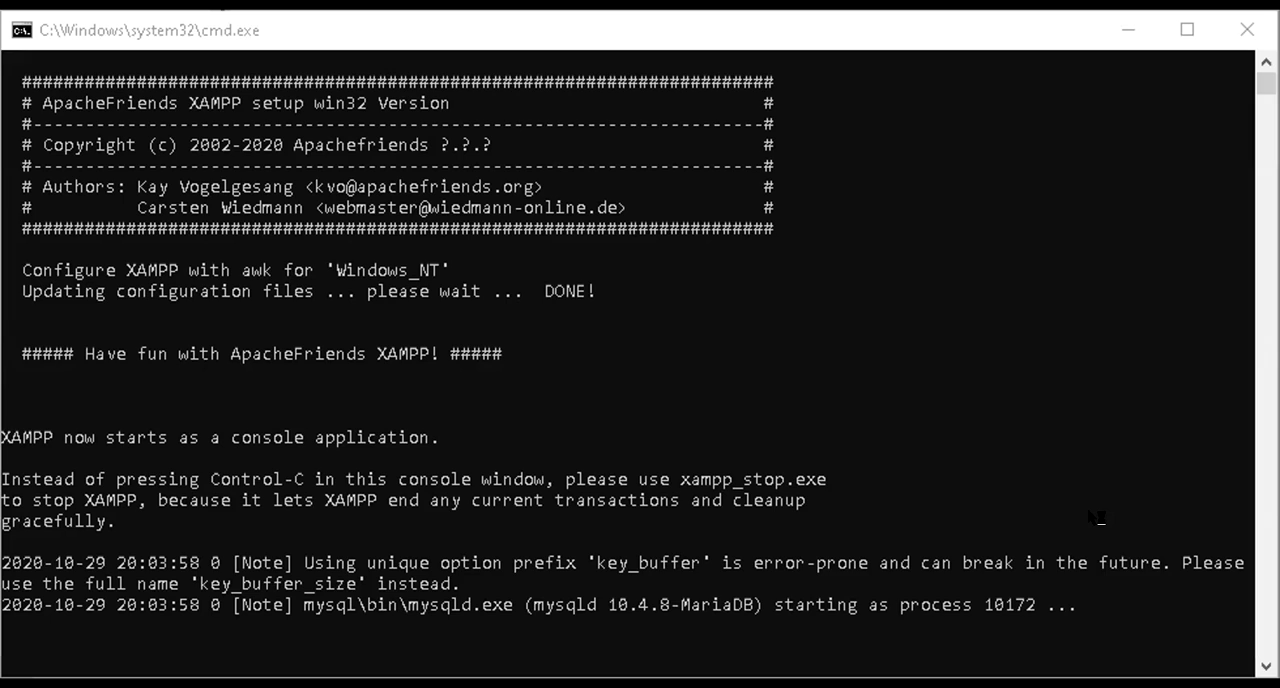 C:\Windows\system32\cmd.exe
########################################################################
# ApacheFriends XAMPP setup win32 Version                              #
#----------------------------------------------------------------------#
# Copyright (c) 2002-2020 Apachefriends ?.?.?                          #
#----------------------------------------------------------------------#
# Authors: Kay Vogelgesang <kvo@apachefriends.org>                     #
#          Carsten Wiedmann <webmaster@wiedmann-online.de>             #
########################################################################
Configure XAMPP with awk for 'Windows_NT'
Updating configuration files ... please wait ...  DONE!
##### Have fun with ApacheFriends XAMPP! #####
XAMPP now starts as a console application.
Instead of pressing Control-C in this console window, please use xampp_stop.exe
to stop XAMPP, because it lets XAMPP end any current transactions and cleanup
gracefully.
2020-10-29 20:03:58 0 [Note] Using unique option prefix 'key_buffer' is error-prone and can break in the future. Please
use the full name 'key_buffer_size' instead.
2020-10-29 20:03:58 0 [Note] mysql\bin\mysqld.exe (mysqld 10.4.8-MariaDB) starting as process 10172 ...